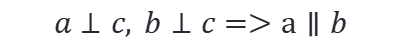 a ⊥ c, b ⊥ c => a ∥ b